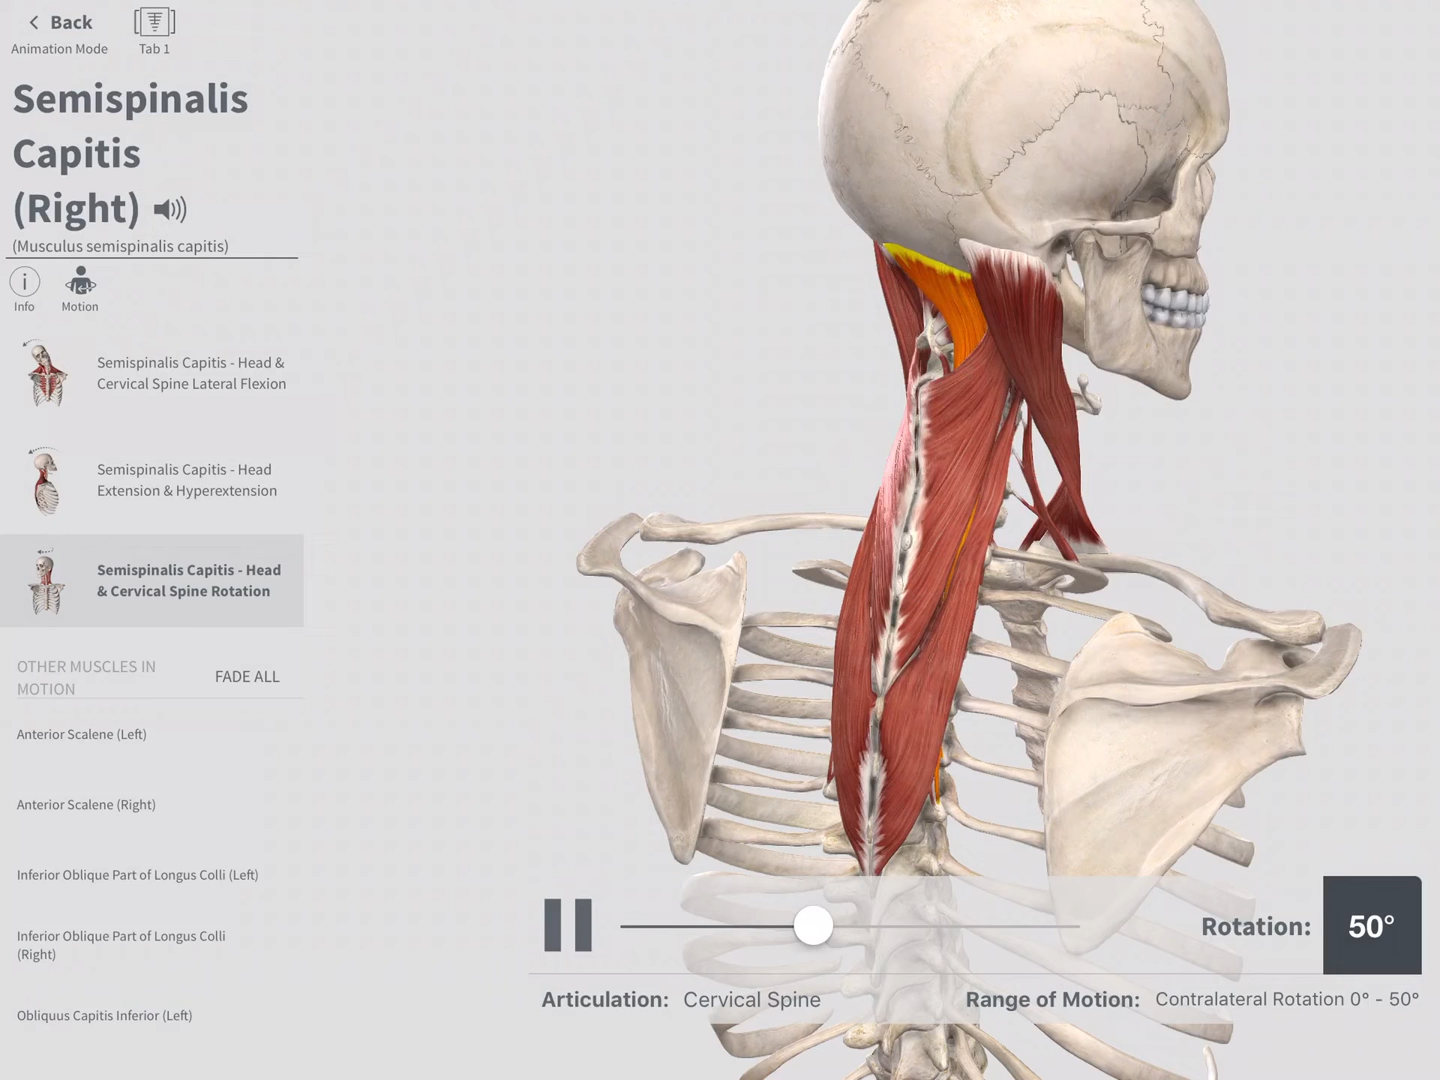 Back
Animation Mode
Tab 1
Semispinalis
Capitis
(Right)
(Musculus semispinalis capitis)
i
Info
Motion
Semispinalis Capitis - Head &
Cervical Spine Lateral Flexion
Semispinalis Capitis - Head
Extension & Hyperextension
Semispinalis Capitis - Head
& Cervical Spine Rotation
OTHER MUSCLES IN
MOTION
FADE ALL
Anterior Scalene (Left)
Anterior Scalene (Right)
Inferior Oblique Part of Longus Colli (Left)
Inferior Oblique Part of Longus Colli
(Right)
Obliquus Capitis Inferior (Left)
Rotation:
50°
Articulation: Cervical Spine
Range of Motion: Contralateral Rotation 0° - 50°